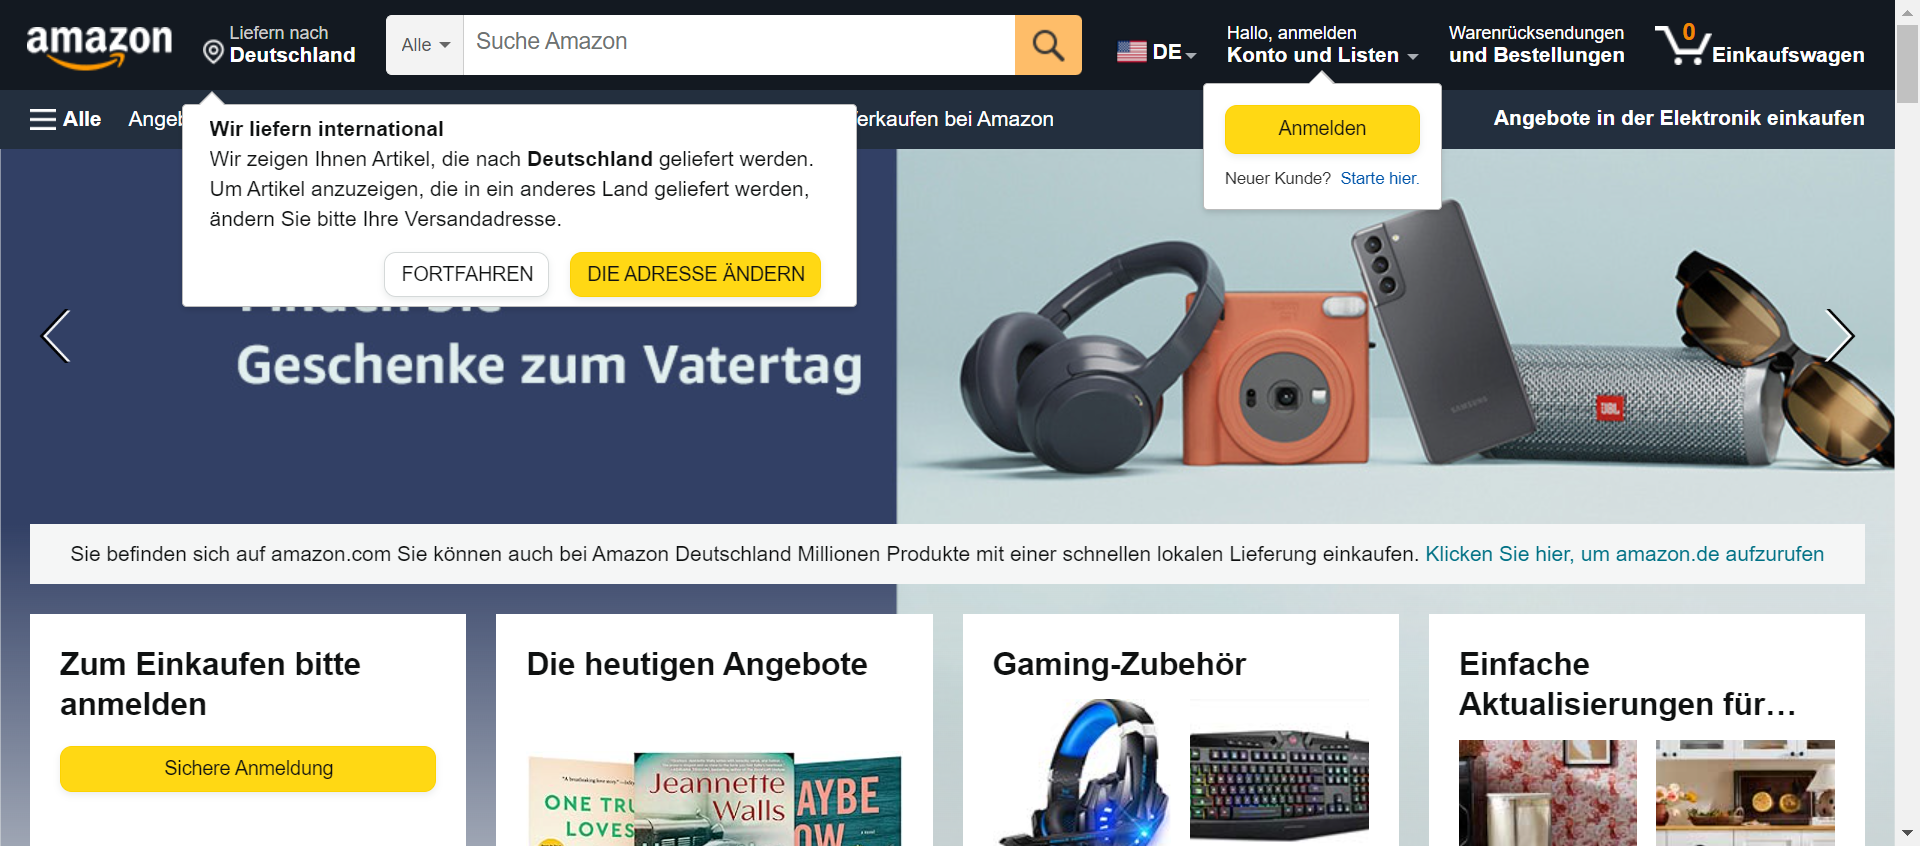 amazon
Liefern nach
Deutschland
Alle
Suche Amazon
DE
Hallo, anmelden
Konto und Listen
Warenrücksendungen
und Bestellungen
0
Einkaufswagen
Alle
erkaufen bei Amazon
Angebote in der Elektronik einkaufen
Wir liefern international
Wir zeigen Ihnen Artikel, die nach Deutschland geliefert werden.
Um Artikel anzuzeigen, die in ein anderes Land geliefert werden,
ändern Sie bitte Ihre Versandadresse.
FORTFAHREN
DIE ADRESSE ÄNDERN
Anmelden
Neuer Kunde? Starte hier.
Finden Sie
Geschenke zum Vatertag
SAMSUNG
JBL
Sie befinden sich auf amazon.com Sie können auch bei Amazon Deutschland Millionen Produkte mit einer schnellen lokalen Lieferung einkaufen. Klicken Sie hier, um amazon.de aufzurufen
Zum Einkaufen bitte
anmelden
Sichere Anmeldung
Die heutigen Angebote
ONE TRU
LOVES
Jeannette
Walls
AYBE
OW
Gaming-Zubehör
Einfache
Aktualisierungen für…